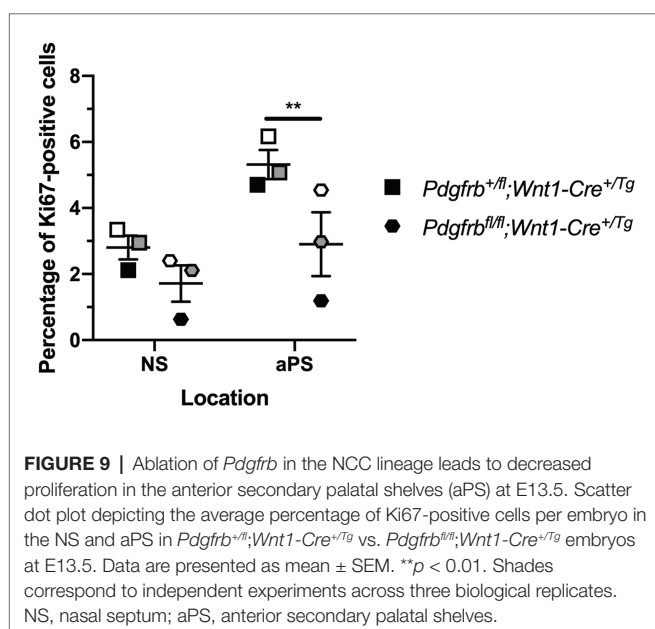 8
6
4
2
0
Percentage of Ki67-positive cells
**
NS
aPS
Location
Pdgfrb+/fl;Wnt1-Cre+/Tg
Pdgfrbfl/fl;Wnt1-Cre+/Tg
FIGURE 9 | Ablation of Pdgfrb in the NCC lineage leads to decreased
proliferation in the anterior secondary palatal shelves (aPS) at E13.5. Scatter
dot plot depicting the average percentage of Ki67-positive cells per embryo in
the NS and aPS in Pdgfrb+/fl;Wnt1-Cre+/Tg vs. Pdgfrbfl/fl;Wnt1-Cre+/Tg embryos
at E13.5. Data are presented as mean ± SEM. **p < 0.01. Shades
correspond to independent experiments across three biological replicates.
NS, nasal septum; aPS, anterior secondary palatal shelves.